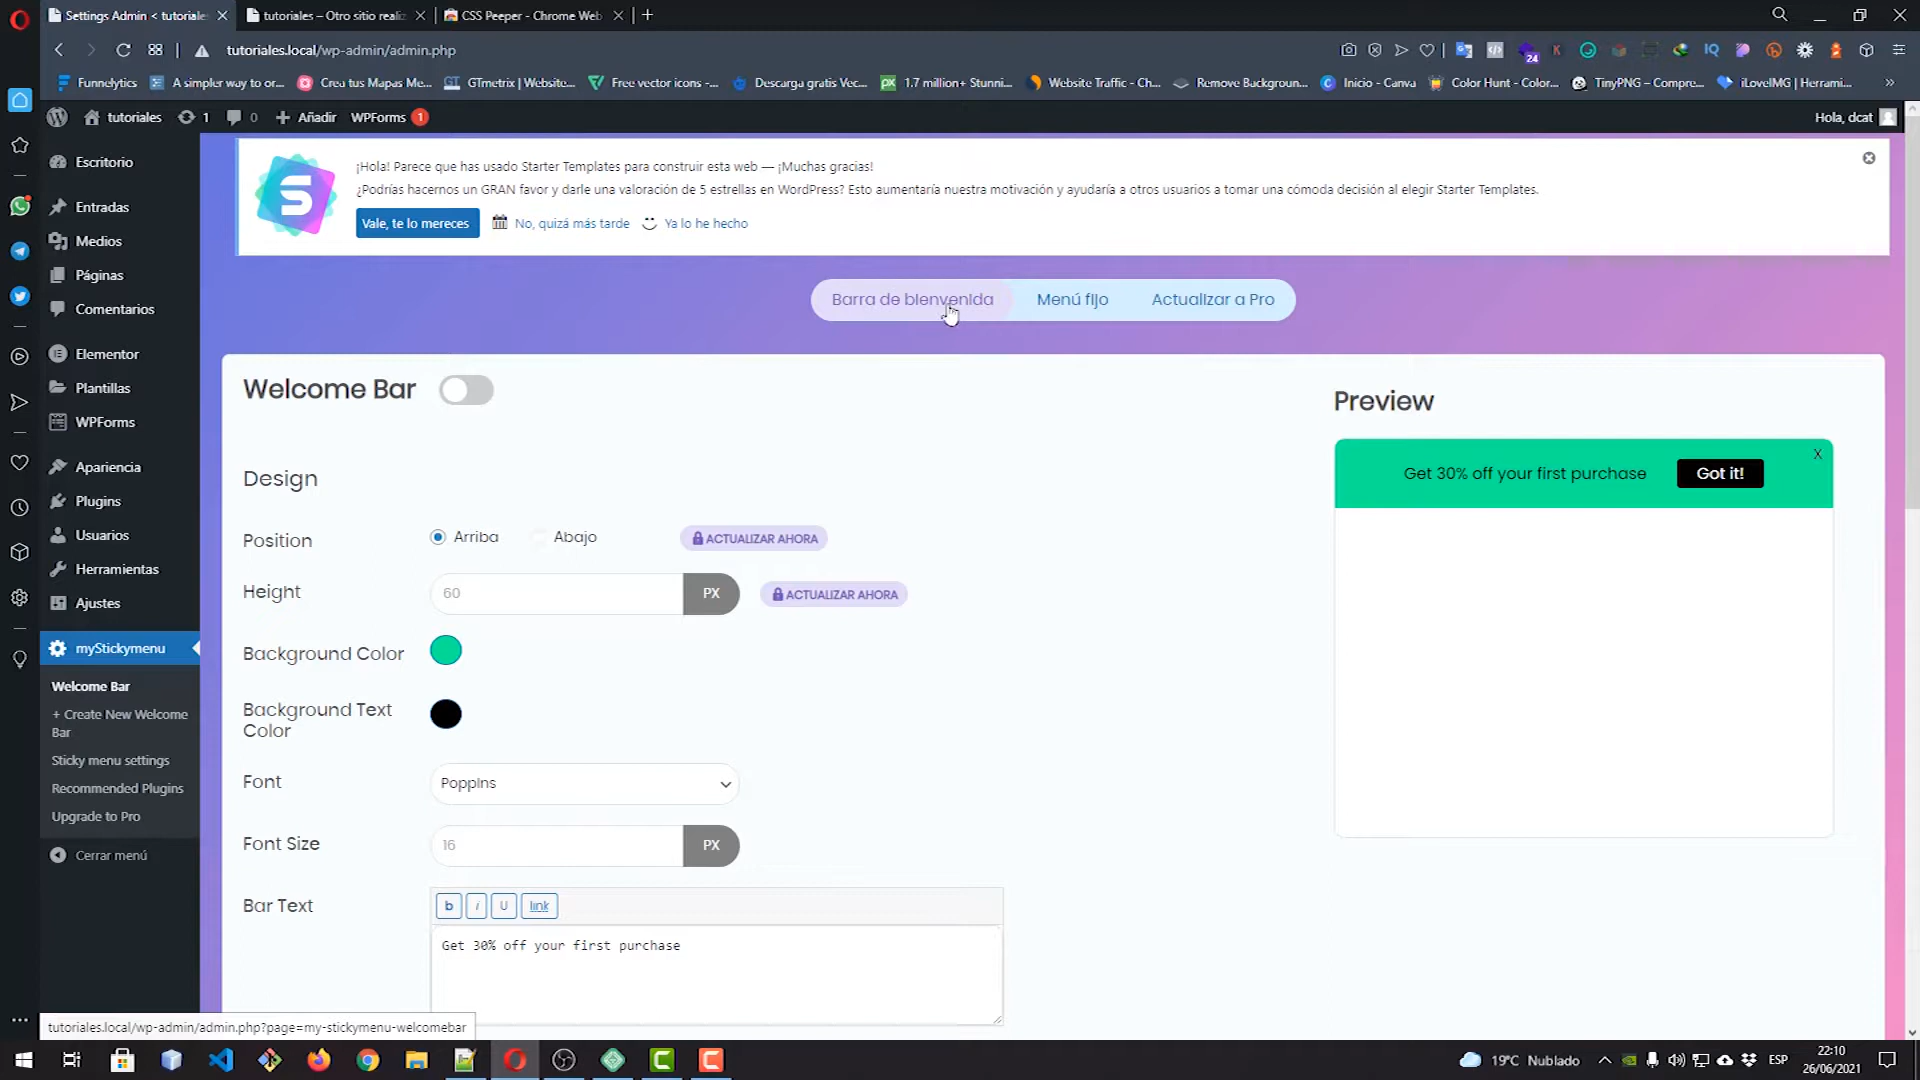 Settings Admin < tutoriale
tutoriales – Otro sitio realiz
CSS Peeper - Chrome Web
tutoriales.local/wp-admin/admin.php
24
IQ
Funnelytics
A simpler way to or...
Crea tus Mapas Me...
GTmetrix | Website...
Free vector icons -...
Descarga gratis Vec...
1.7 million+ Stunni...
Website Traffic - Ch...
Remove Backgroun...
Inicio - Canva
Color Hunt - Color...
TinyPNG – Compre...
iLoveIMG | Herrami...
»
tutoriales
1
0
Añadir
WPForms 1
Hola, dcat
Escritorio
Entradas
Medios
Páginas
Comentarios
Elementor
Plantillas
WPForms
Apariencia
Plugins
Usuarios
Herramientas
Ajustes
myStickymenu
Welcome Bar
+ Create New Welcome
Bar
Sticky menu settings
Recommended Plugins
Upgrade to Pro
Cerrar menú
S
¡Hola! Parece que has usado Starter Templates para construir esta web — ¡Muchas gracias!
¿Podrías hacernos un GRAN favor y darle una valoración de 5 estrellas en WordPress? Esto aumentaría nuestra motivación y ayudaría a otros usuarios a tomar una cómoda decisión al elegir Starter Templates.
Vale, te lo mereces
No, quizá más tarde
Ya lo he hecho
Barra de bienvenida
Menú fijo
Actualizar a Pro
Welcome Bar
Design
Position
Arriba
Abajo
ACTUALIZAR AHORA
Height
60
PX
ACTUALIZAR AHORA
Background Color
Background Text
Color
Font
Poppins
Font Size
16
PX
Bar Text
b
i
U
link
Get 30% off your first purchase
Preview
Get 30% off your first purchase
Got it!
X
tutoriales.local/wp-admin/admin.php?page=my-stickymenu-welcomebar
19°C Nublado
ESP
22:10
26/06/2021